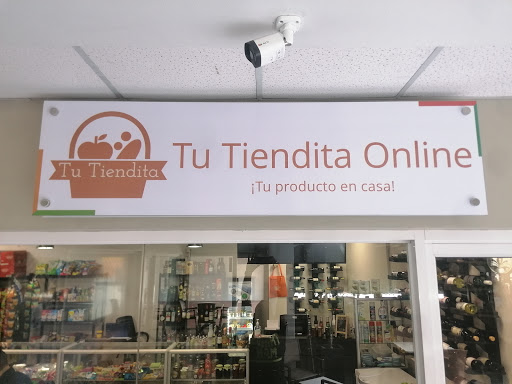 Tu Tiendita
Tu Tiendita Online
¡Tu producto en casa!